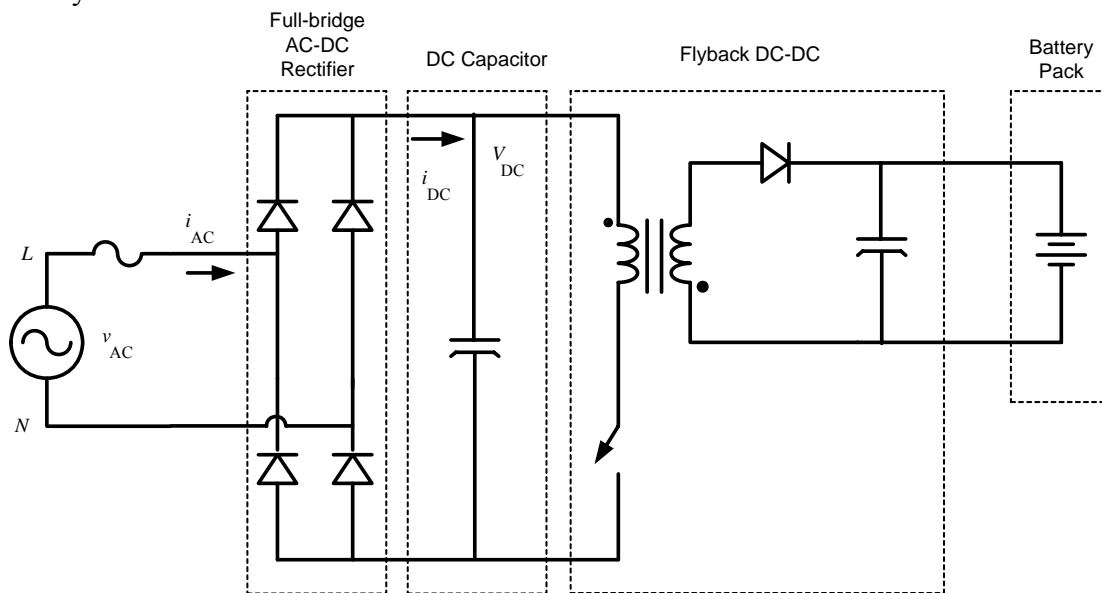 Full-bridge
AC-DC
Rectifier
DC Capacitor
Flyback DC-DC
Battery
Pack
V
DC
i
DC
i
AC
L
v
AC
N